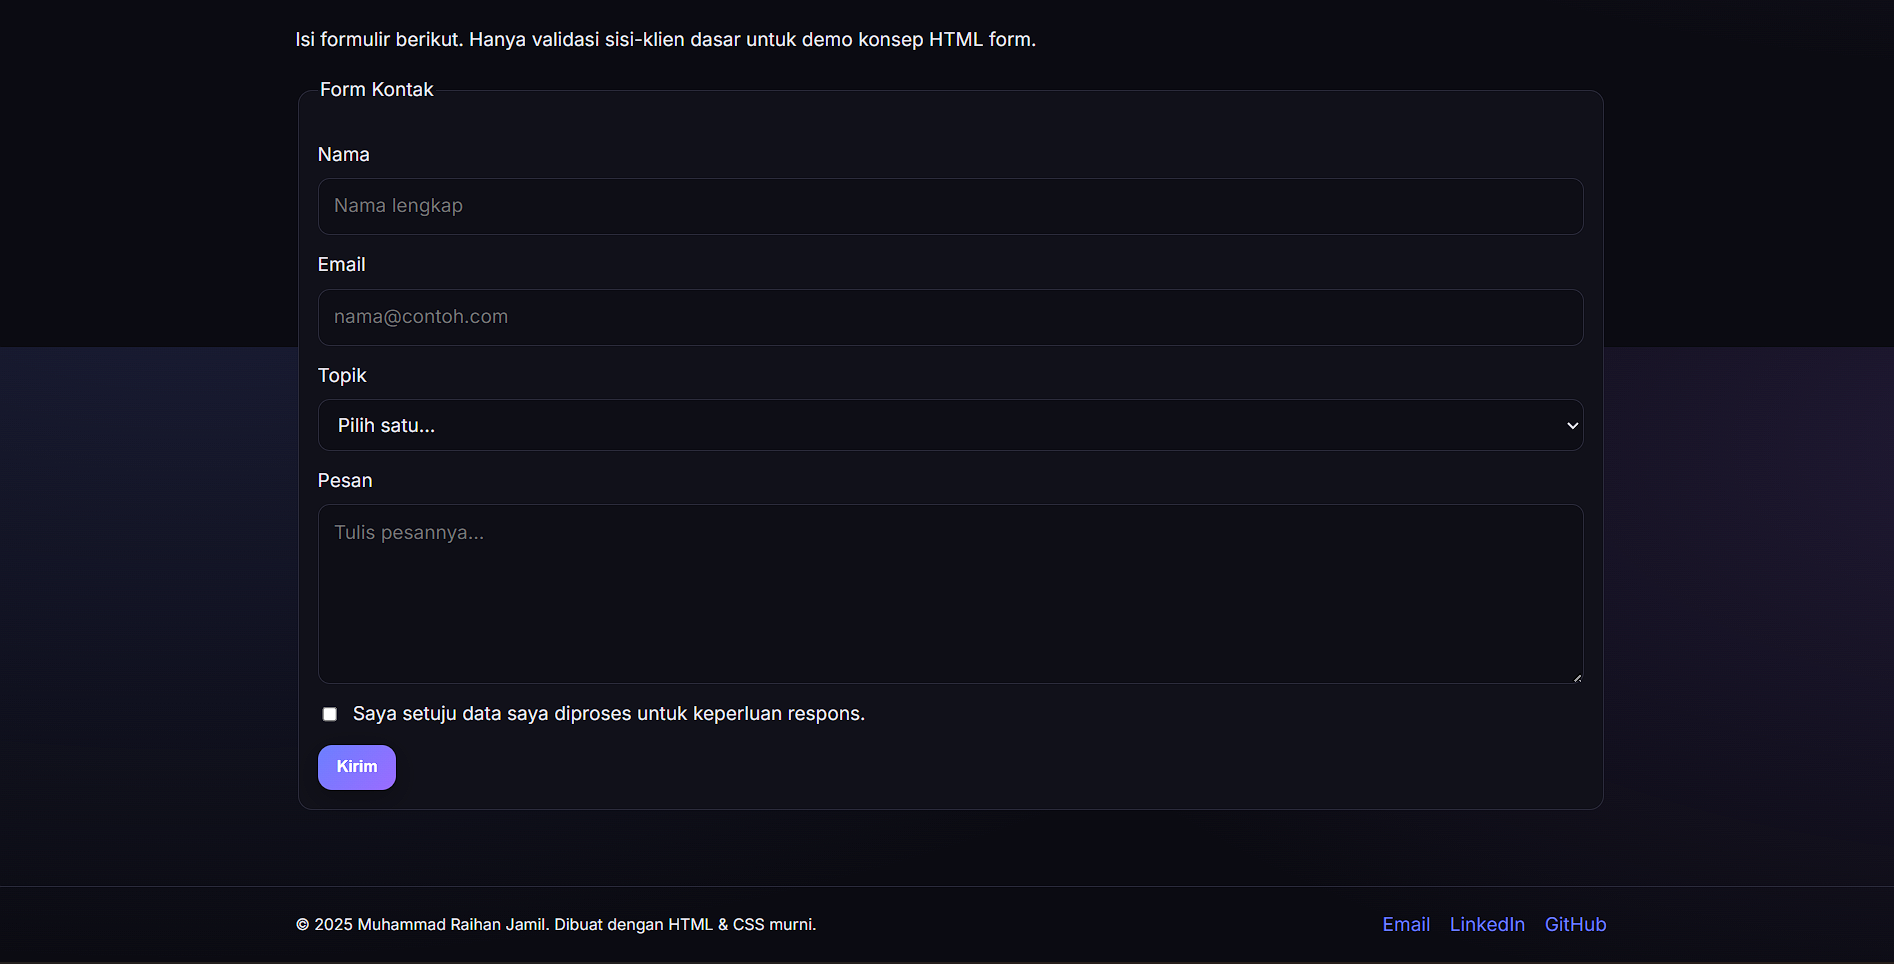 Isi formulir berikut. Hanya validasi sisi-klien dasar untuk demo konsep HTML form.
Form Kontak
Nama
Nama lengkap
Email
nama@contoh.com
Topik
Pilih satu...
Pesan
Tulis pesannya...
Saya setuju data saya diproses untuk keperluan respons.
Kirim
© 2025 Muhammad Raihan Jamil. Dibuat dengan HTML & CSS murni.
Email LinkedIn GitHub